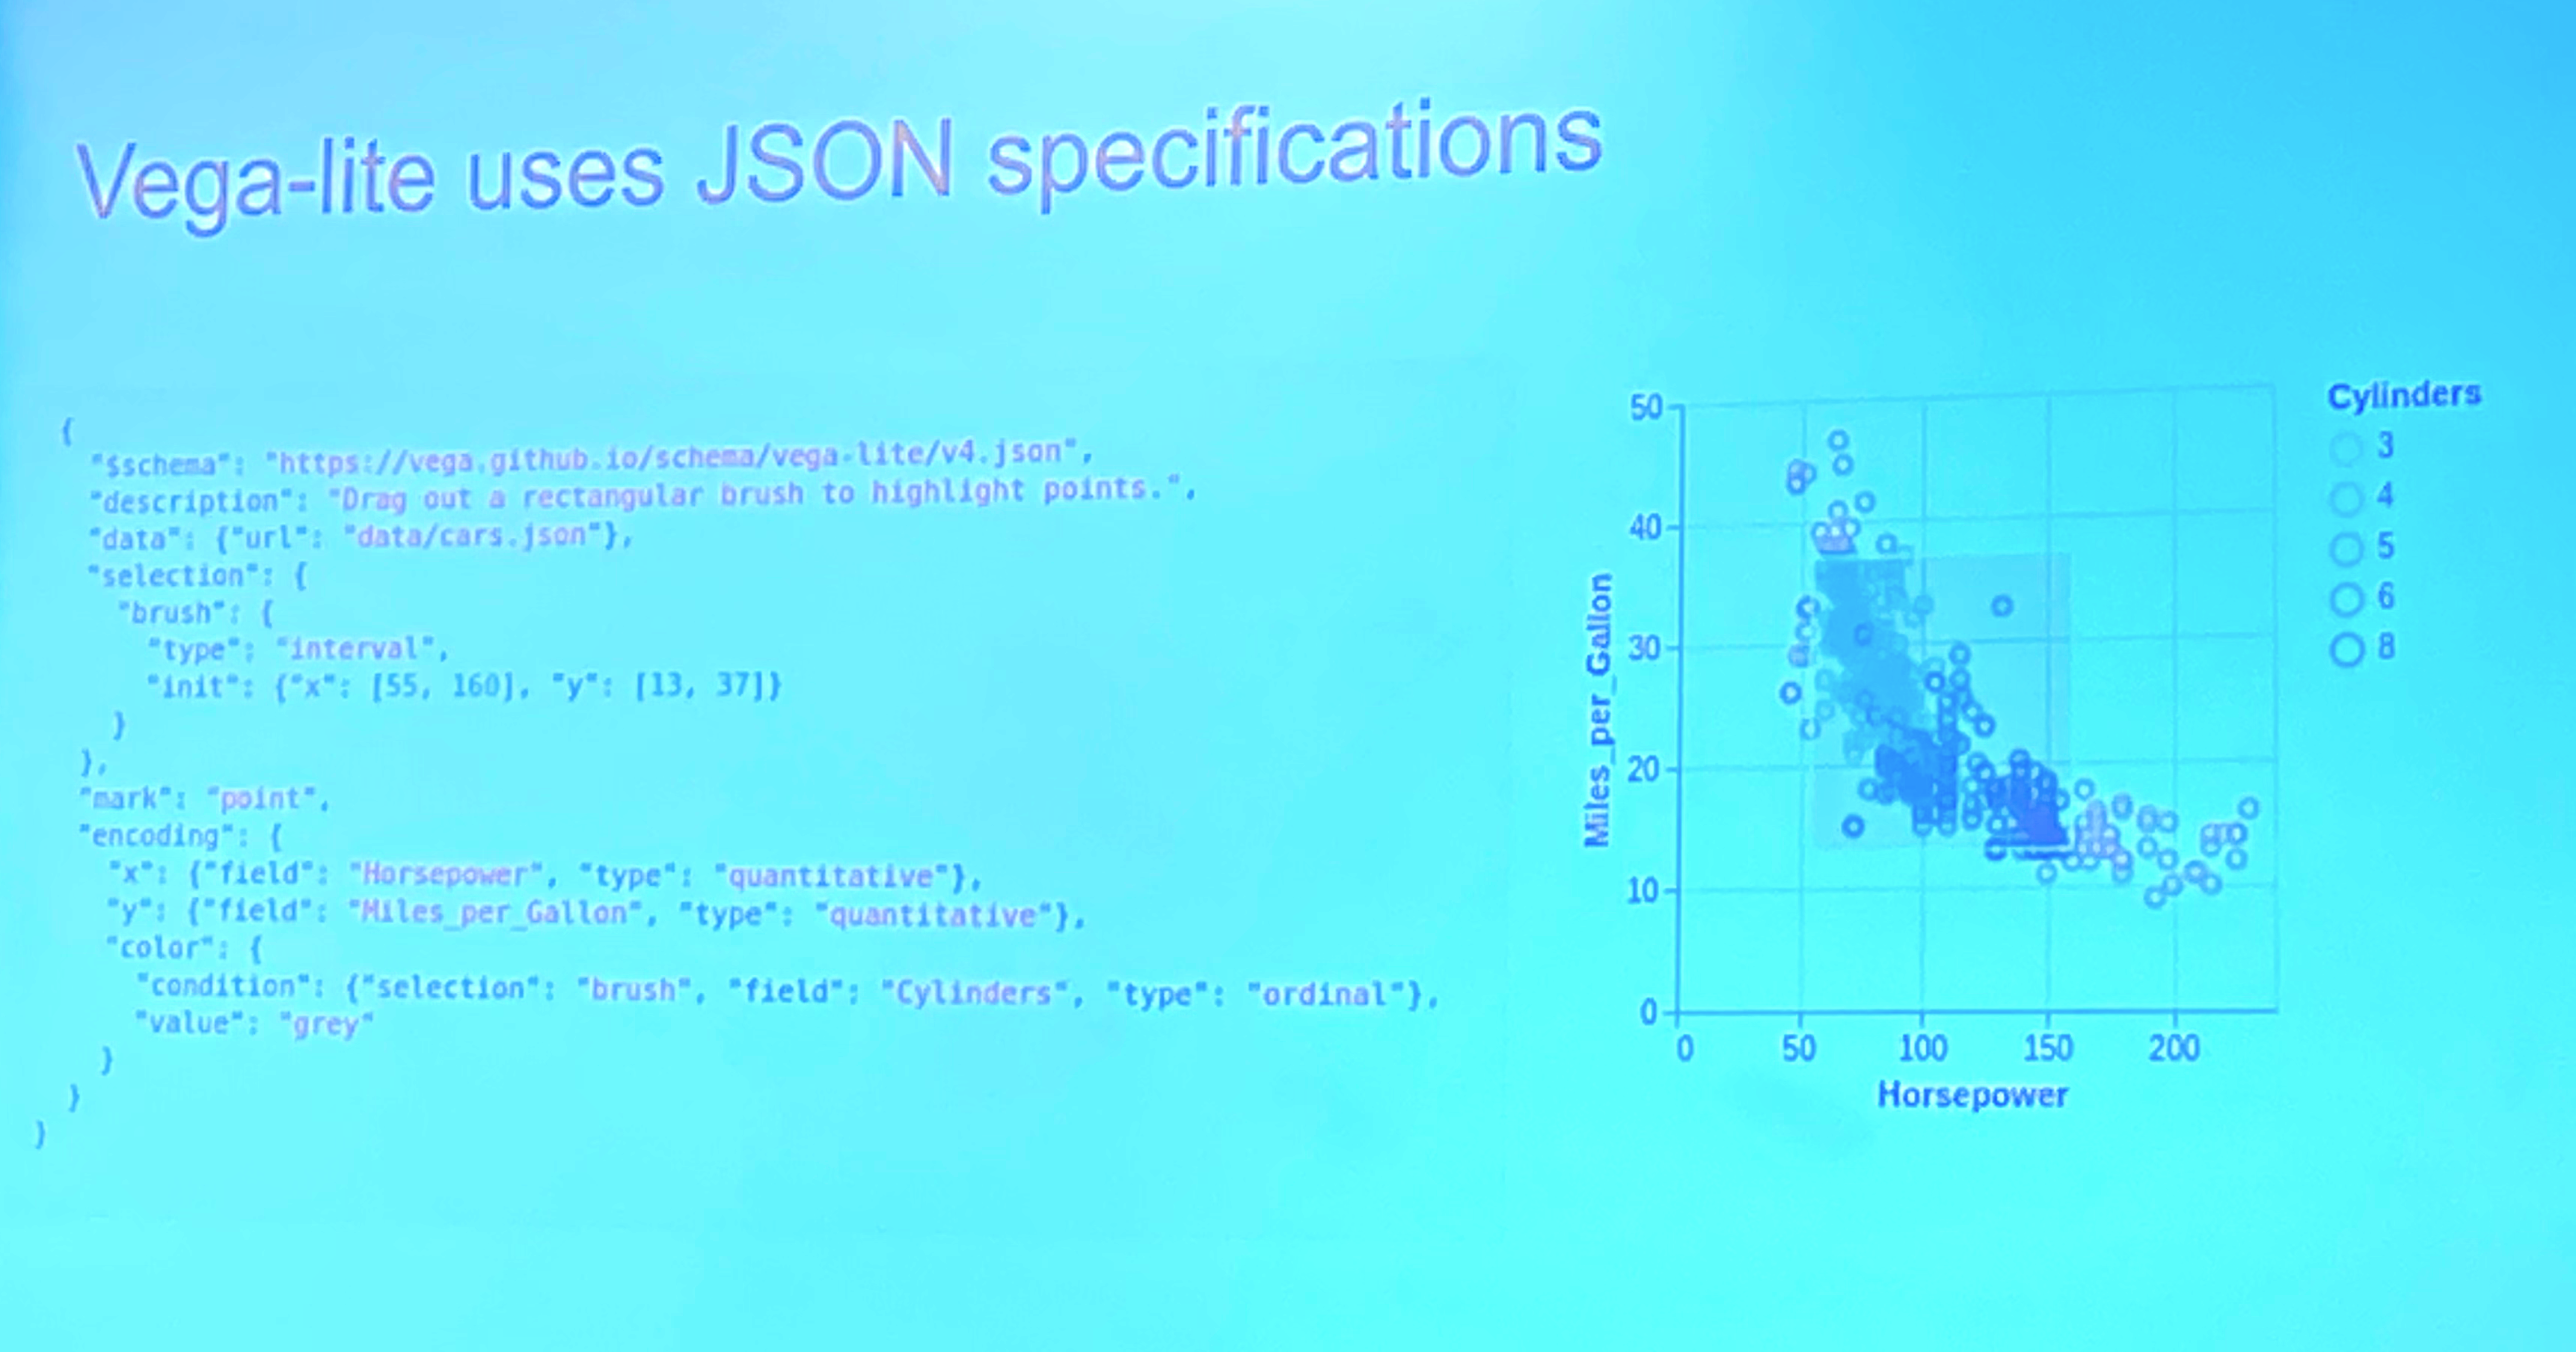 Vega-lite uses JSON specifications
{
"$schema": "https://vega.github.io/schema/vega-lite/v4.json",
"description": "Drag out a rectangular brush to highlight points.",
"data": {"url": "data/cars.json"},
"selection": {
"brush": {
"type": "interval",
"init": {"x": [55, 160], "y": [13, 37]}
}
},
"mark": "point",
"encoding": {
"x": {"field": "Horsepower", "type": "quantitative"},
"y": {"field": "Miles_per_Gallon", "type": "quantitative"},
"color": {
"condition": {"selection": "brush", "field": "Cylinders", "type": "ordinal"},
"value": "grey"
}
}
}
Miles_per_Gallon
50
40
30
20
10
0
0 50 100 150 200
Horsepower
Cylinders
3
4
5
6
8